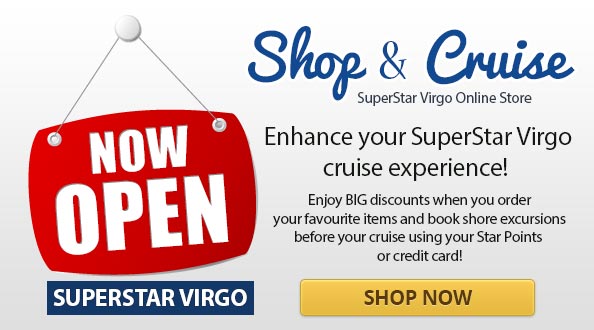 Shop & Cruise
SuperStar Virgo Online Store
NOW
OPEN
SUPERSTAR VIRGO
Enhance your SuperStar Virgo
cruise experience!
Enjoy BIG discounts when you order
your favourite items and book shore excursions
before your cruise using your Star Points
or credit card!
SHOP NOW